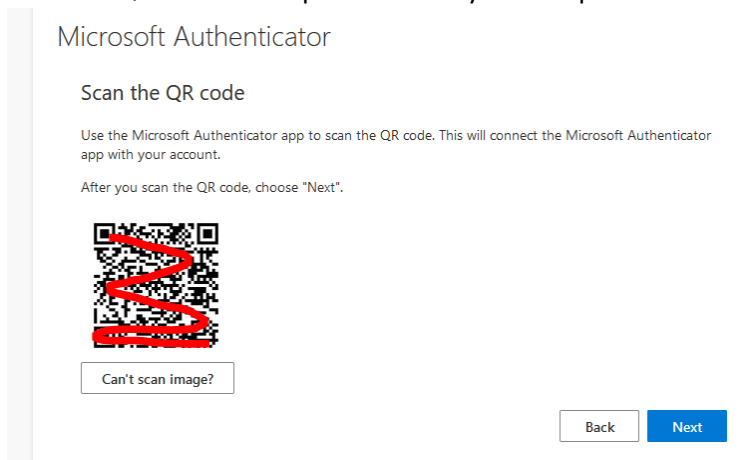 Microsoft Authenticator
Scan the QR code
Use the Microsoft Authenticator app to scan the QR code. This will connect the Microsoft Authenticator
app with your account.
After you scan the QR code, choose "Next".
Can't scan image?
Back
Next